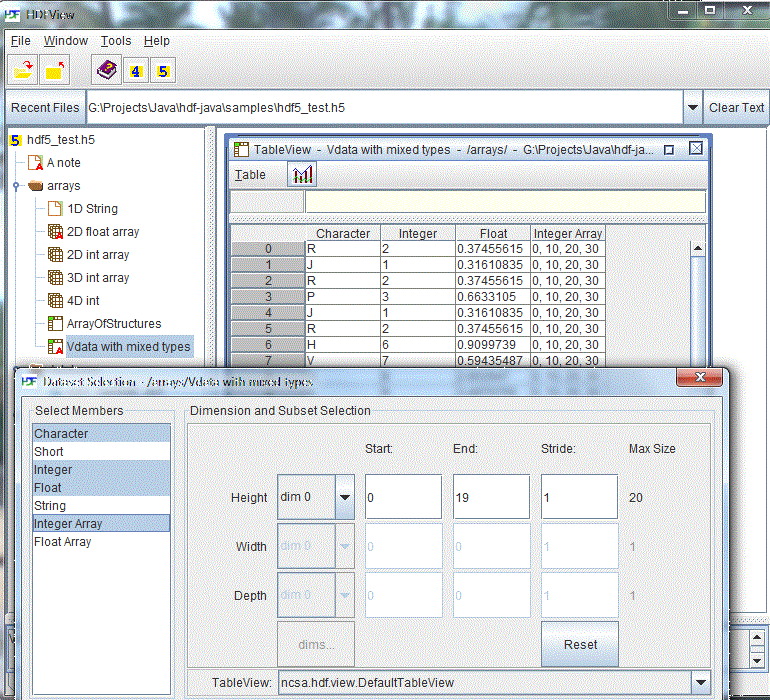 HDFView
File Window Tools Help
4 5
Recent Files G:\Projects\Java\hdf-java\samples\hdf5_test.h5 Clear Text
5 hdf5_test.h5
A note
arrays
1D String
2D float array
2D int array
3D int array
4D int
ArrayOfStructures
Vdata with mixed types
TableView - Vdata with mixed types - /arrays/ - G:\Projects\Java\hdf-ja...
Table
Character Integer Float Integer Array
0 R 2 0.37455615 0, 10, 20, 30
1 J 1 0.31610835 0, 10, 20, 30
2 R 2 0.37455615 0, 10, 20, 30
3 P 3 0.6633105 0, 10, 20, 30
4 J 1 0.31610835 0, 10, 20, 30
5 R 2 0.37455615 0, 10, 20, 30
6 H 6 0.9099739 0, 10, 20, 30
7 V 7 0.59435487 0, 10, 20, 30
Dataset Selection - /arrays/Vdata with mixed types
Select Members
Character
Short
Integer
Float
String
Integer Array
Float Array
Dimension and Subset Selection
Start: End: Stride: Max Size
Height dim 0 0 19 1 20
Width dim 0 0 0 1 1
Depth dim 0 0 0 1 1
dims... Reset
TableView: ncsa.hdf.view.DefaultTableView